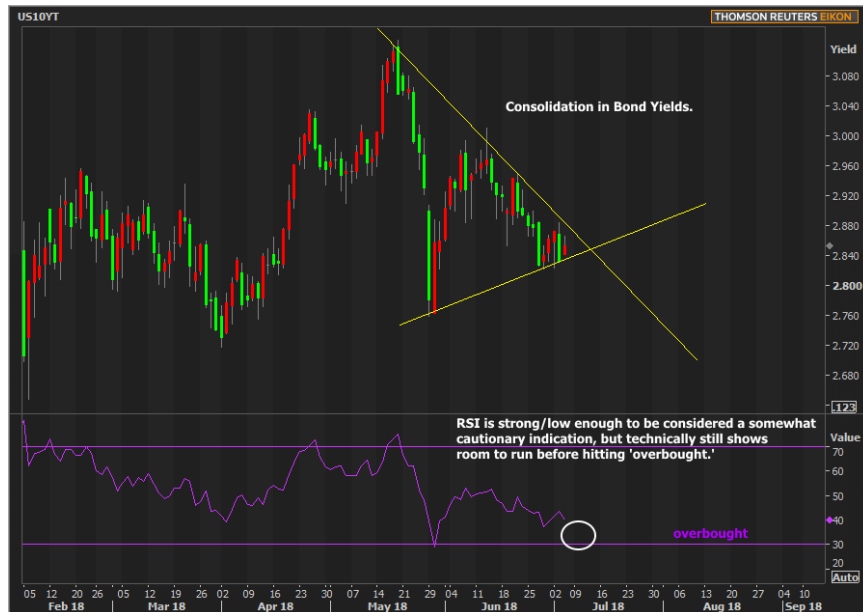 US10YT
THOMSON REUTERS EIKON
Yield
3.080
Consolidation in Bond Yields.
3.040
3.000
2.960
2.920
2.880
2.840
2.800
2.760
2.720
2.680
.123
RSI is strong/low enough to be considered a somewhat
cautionary indication, but technically still shows
room to run before hitting 'overbought.'
Value
70
60
50
40
overbought
30
20
Auto
05 12 20 26 05 12 19 26 02 09 16 23 30 07 14 21 29 04 11 18 25 02 09 16 23 30 06 13 20 27 04 10
Feb 18 Mar 18 Apr 18 May 18 Jun 18 Jul 18 Aug 18 Sep 18